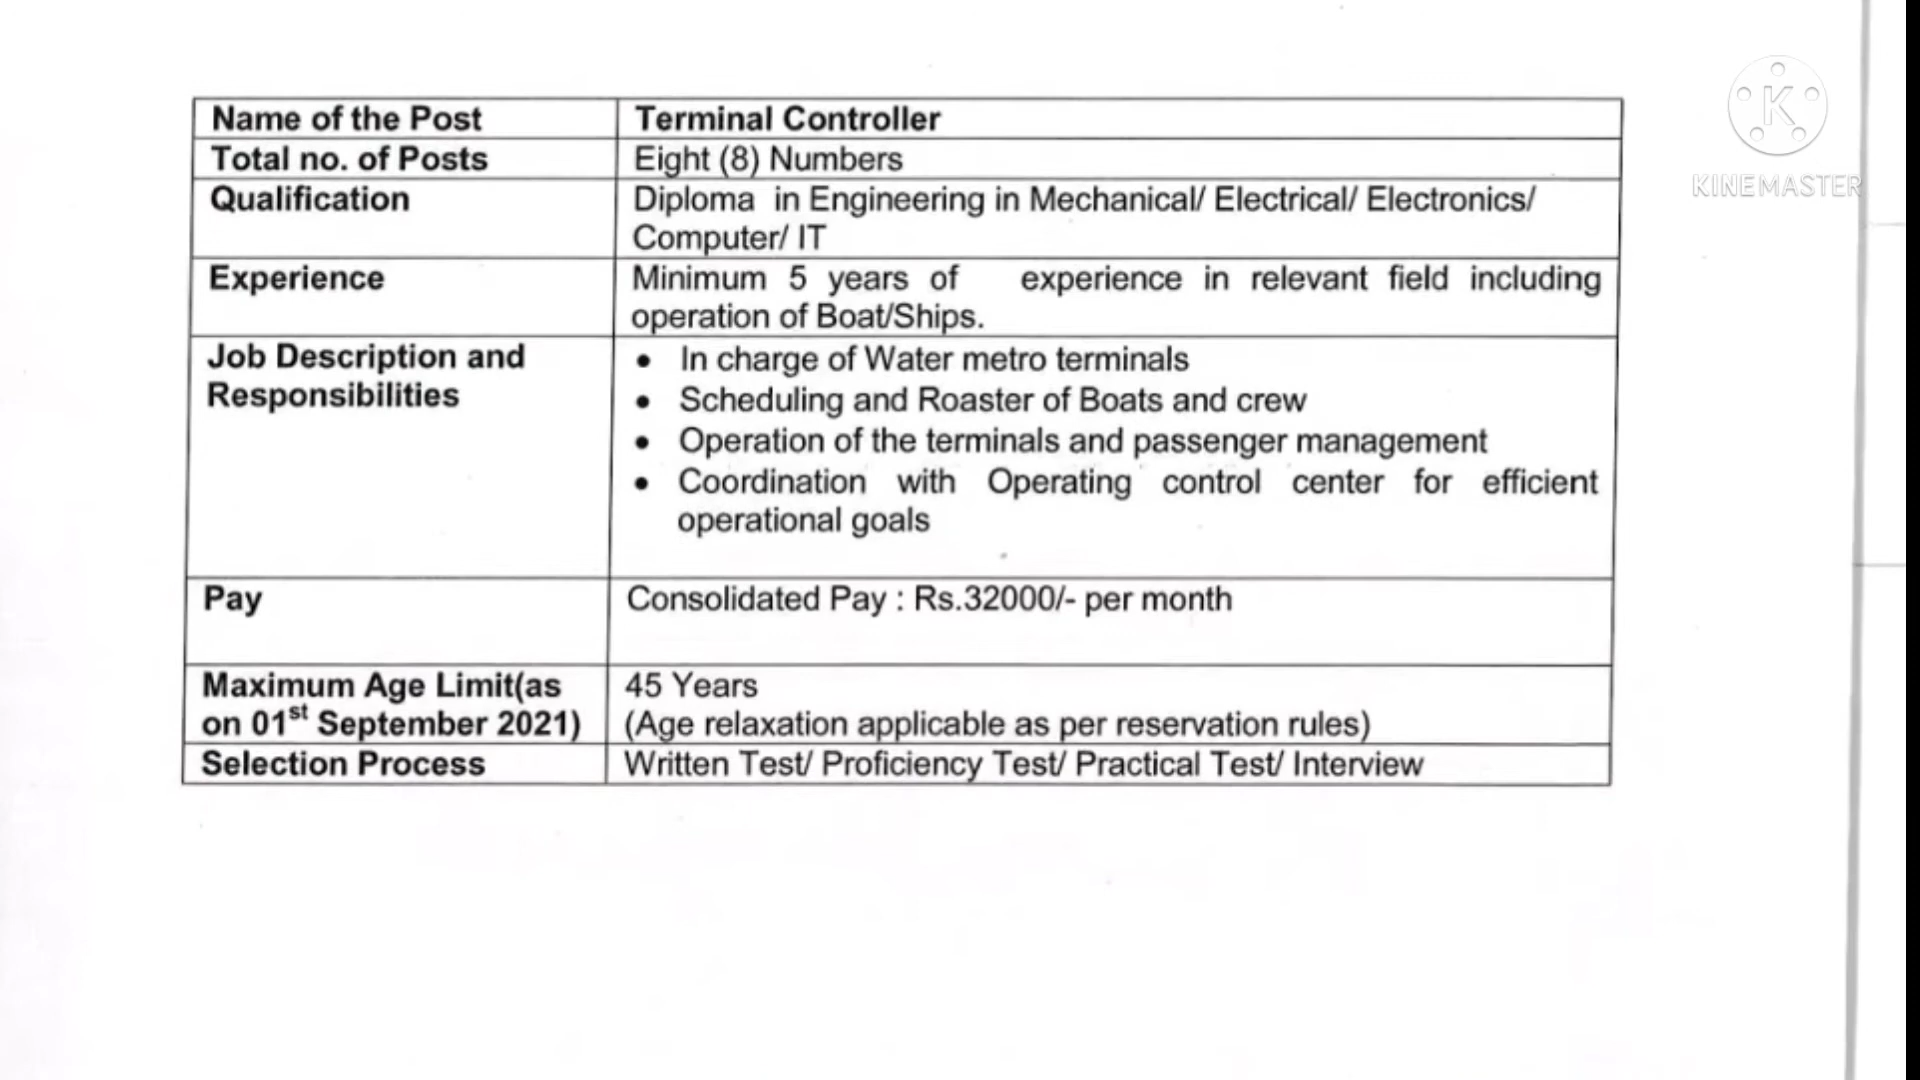 Name of the Post Terminal Controller
Total no. of Posts Eight (8) Numbers
Qualification Diploma in Engineering in Mechanical/ Electrical/ Electronics/
Computer/ IT
Experience Minimum 5 years of experience in relevant field including
operation of Boat/Ships.
Job Description and
Responsibilities
• In charge of Water metro terminals
• Scheduling and Roaster of Boats and crew
• Operation of the terminals and passenger management
• Coordination with Operating control center for efficient
operational goals
Pay Consolidated Pay : Rs.32000/- per month
Maximum Age Limit(as
on 01st September 2021)
45 Years
(Age relaxation applicable as per reservation rules)
Selection Process Written Test/ Proficiency Test/ Practical Test/ Interview
K
KINEMASTER